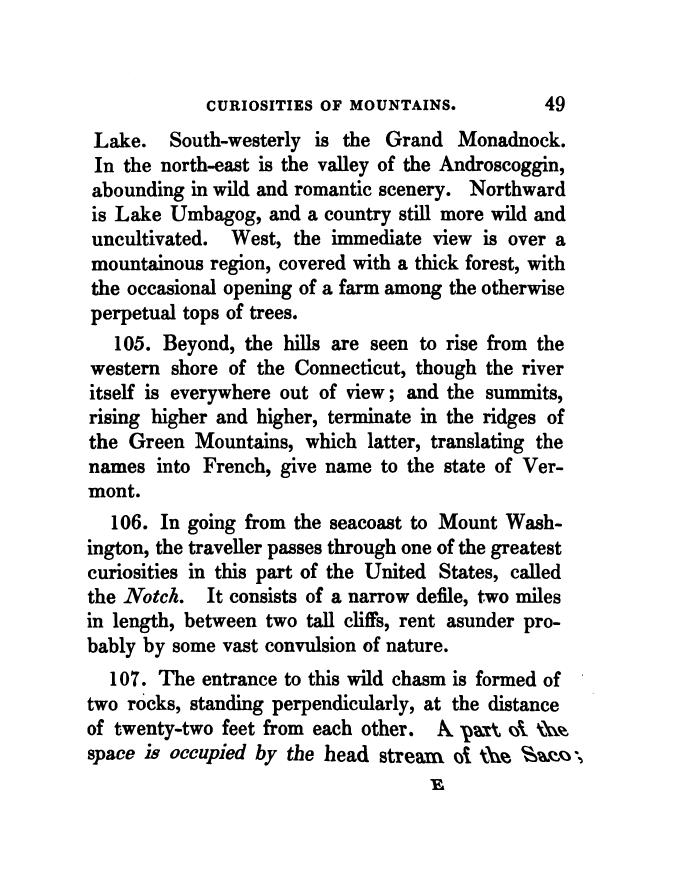 CURIOSITIES OF MOUNTAINS. 49
Lake. South-westerly is the Grand Monadnock.
In the north-east is the valley of the Androscoggin,
abounding in wild and romantic scenery. Northward
is Lake Umbagog, and a country still more wild and
uncultivated. West, the immediate view is over a
mountainous region, covered with a thick forest, with
the occasional opening of a farm among the otherwise
perpetual tops of trees.
105. Beyond, the hills are seen to rise from the
western shore of the Connecticut, though the river
itself is everywhere out of view; and the summits,
rising higher and higher, terminate in the ridges of
the Green Mountains, which latter, translating the
names into French, give name to the state of Ver-
mont.
106. In going from the seacoast to Mount Wash-
ington, the traveller passes through one of the greatest
curiosities in this part of the United States, called
the Notch. It consists of a narrow defile, two miles
in length, between two tall cliffs, rent asunder pro-
bably by some vast convulsion of nature.
107. The entrance to this wild chasm is formed of
two rocks, standing perpendicularly, at the distance
of twenty-two feet from each other. A part of the
space is occupied by the head stream of the Saco;
E